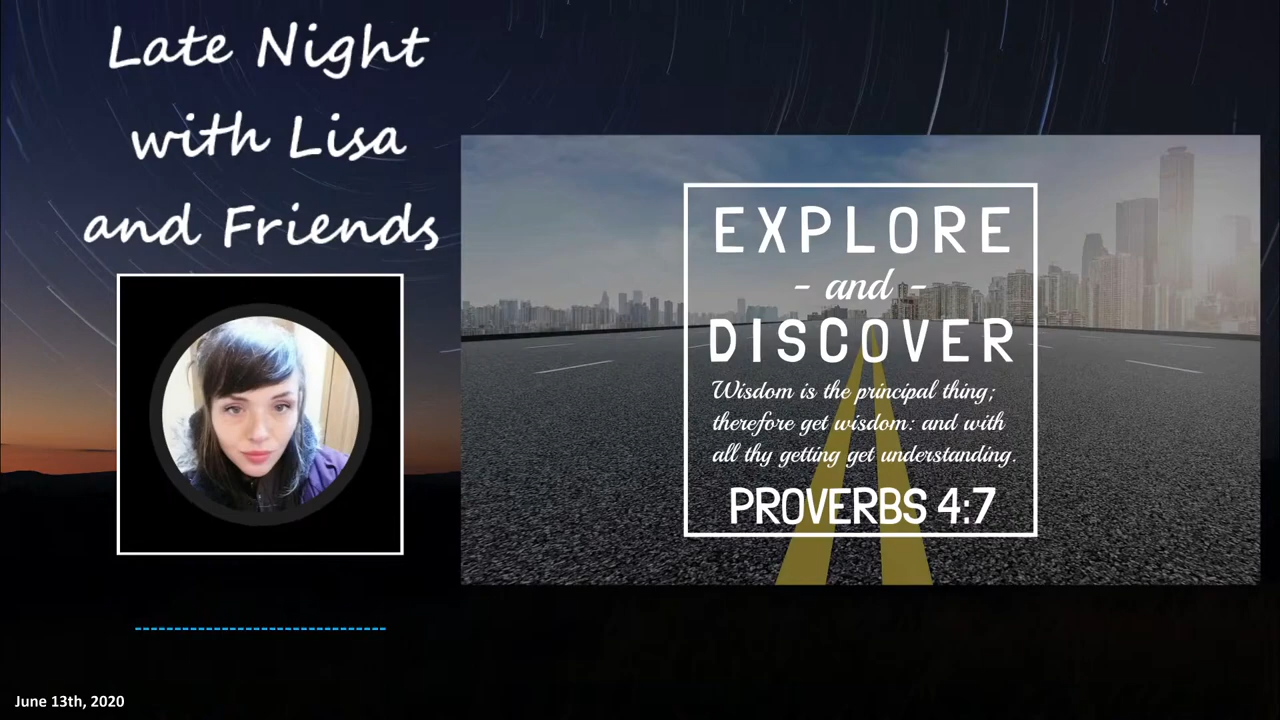 Late Night
with Lisa
and Friends
EXPLORE
- and -
DISCOVER
Wisdom is the principal thing;
therefore get wisdom: and with
all thy getting get understanding.
PROVERBS 4:7
June 13th, 2020